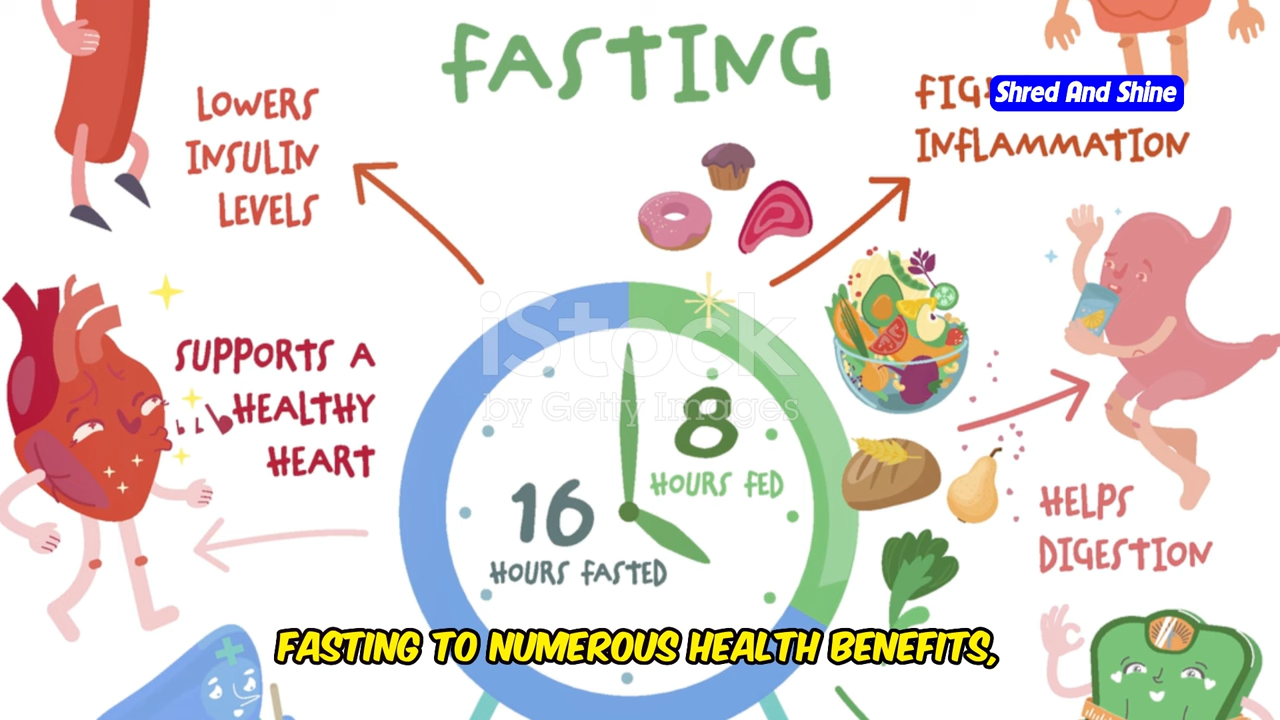 FASTING
LOWERS
INSULIN
LEVELS
Shred And Shine
INFLAMMATION
SUPPORTS A
HEALTHY
HEART
iStock
by Getty Images
8
HOURS FED
16
HOURS FASTED
HELPS
DIGESTION
FASTING TO NUMEROUS HEALTH BENEFITS,